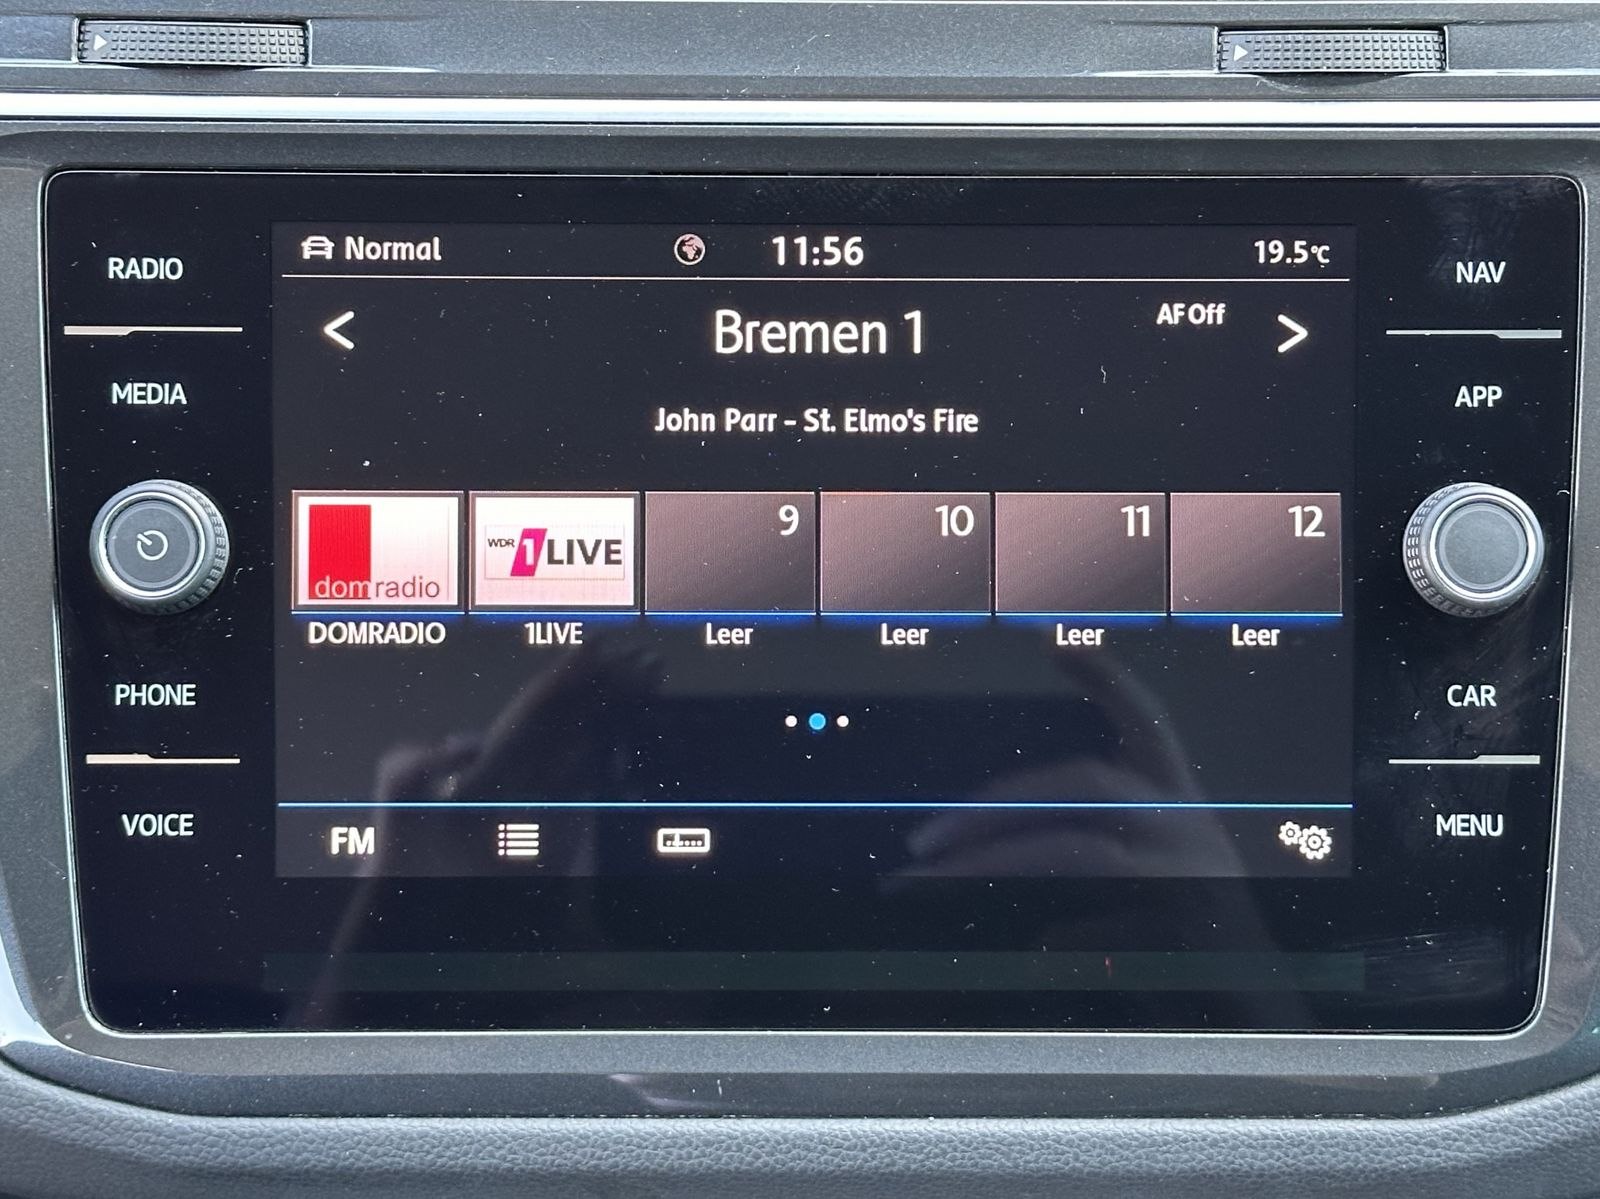 RADIO
MEDIA
PHONE
VOICE
Normal
11:56
19.5°C
Bremen 1
AF Off
John Parr - St. Elmo's Fire
domradio
WDR 1LIVE
9
10
11
12
DOMRADIO
1LIVE
Leer
Leer
Leer
Leer
FM
NAV
APP
CAR
MENU